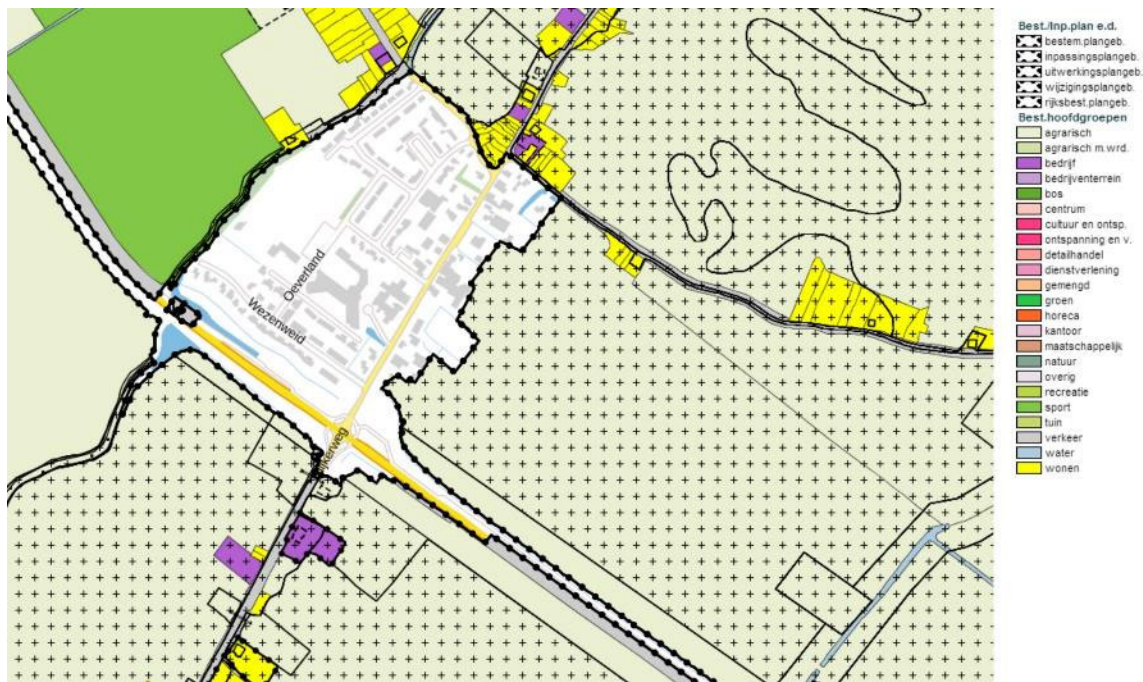 Oeverland
Wezenweid
ijkerweg
Best./Inp.plan e.d.
bestem.plangeb.
inpassingsplangeb.
uitwerkingsplangeb.
wijzigingsplangeb.
rijksbest.plangeb.
Best.hoofdgroepen
agrarisch
agrarisch m.wrd.
bedrijf
bedrijventerrein
bos
centrum
cultuur en ontsp.
ontspanning en v.
detailhandel
dienstverlening
gemengd
groen
horeca
kantoor
maatschappelijk
natuur
overig
recreatie
sport
tuin
verkeer
water
wonen